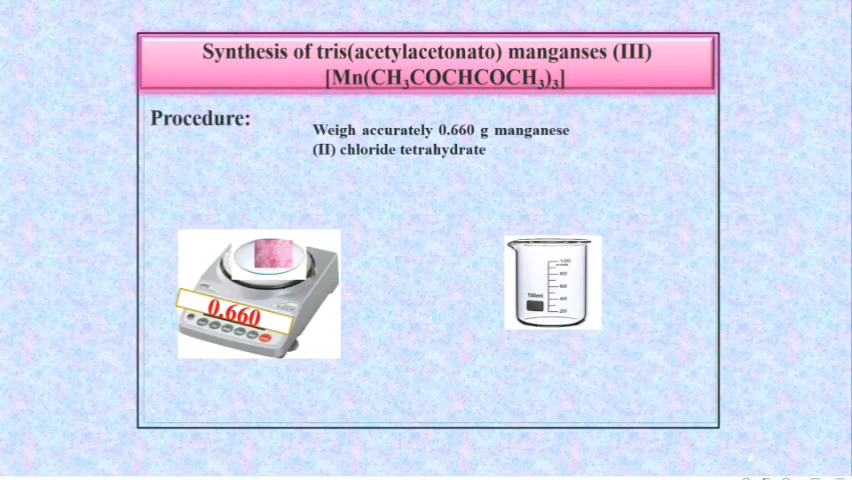 Synthesis of tris(acetylacetonato) manganses (III)
[Mn(CH₃COCHCOCH₃)₃]
Procedure:
Weigh accurately 0.660 g manganese
(II) chloride tetrahydrate
0.660
100
80
60
40
20
100ml